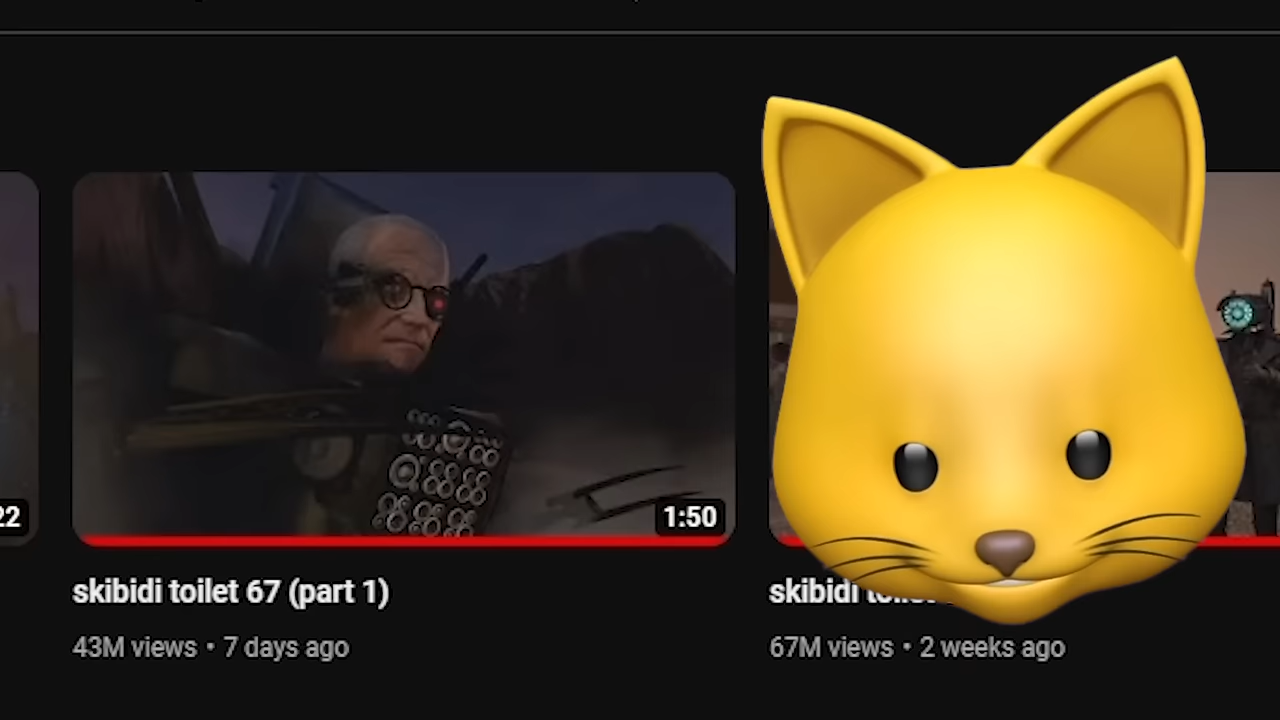 22
1:50
skibidi toilet 67 (part 1)
43M views • 7 days ago
skibidi
67M views • 2 weeks ago